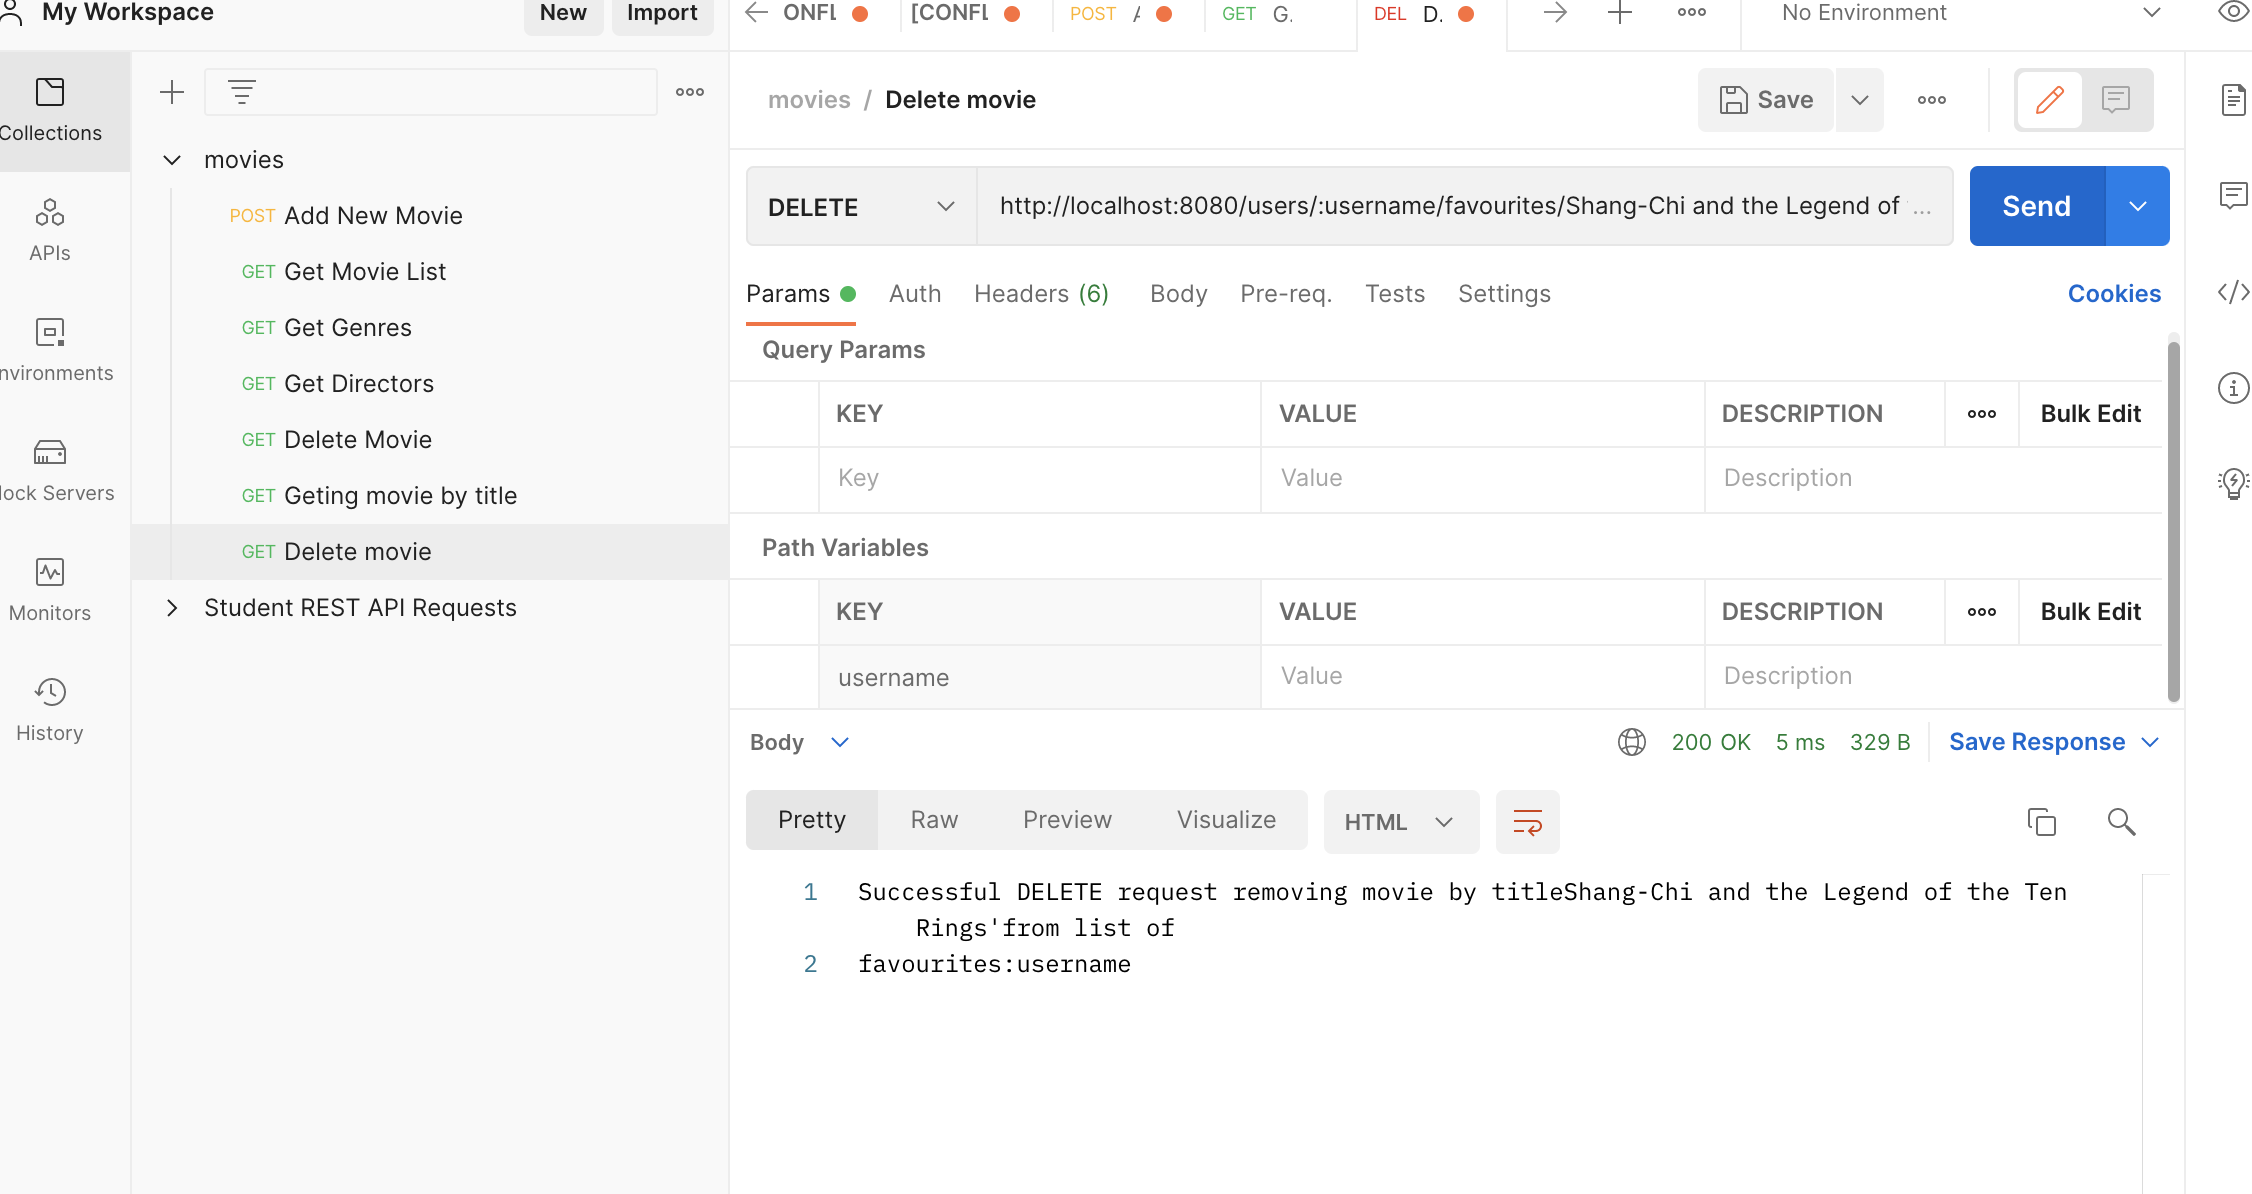 My Workspace
New
Import
ONFL
[CONFL
POST
GET G.
DEL D.
No Environment
Collections
APIs
nvironments
lock Servers
Monitors
History
movies
POST Add New Movie
GET Get Movie List
GET Get Genres
GET Get Directors
GET Delete Movie
GET Geting movie by title
GET Delete movie
Student REST API Requests
movies / Delete movie
Save
DELETE
http://localhost:8080/users/:username/favourites/Shang-Chi and the Legend of ...
Send
Params
Auth
Headers (6)
Body
Pre-req.
Tests
Settings
Cookies
Query Params
KEY VALUE DESCRIPTION Bulk Edit
Key Value Description
Path Variables
KEY VALUE DESCRIPTION Bulk Edit
username Value Description
Body
200 OK 5 ms 329 B
Save Response
Pretty Raw Preview Visualize
HTML
1 Successful DELETE request removing movie by titleShang-Chi and the Legend of the Ten
Rings'from list of
2 favourites:username